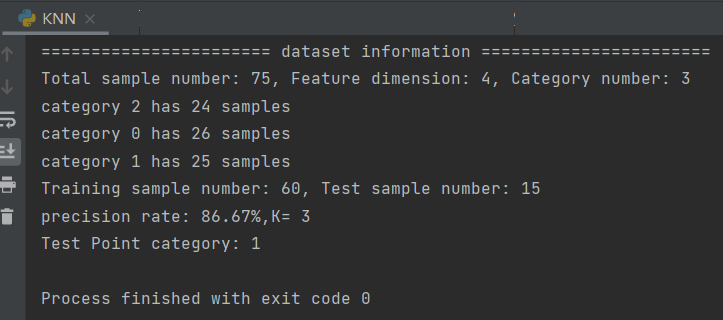 KNN
======================= dataset information =======================
Total sample number: 75, Feature dimension: 4, Category number: 3
category 2 has 24 samples
category 0 has 26 samples
category 1 has 25 samples
Training sample number: 60, Test sample number: 15
precision rate: 86.67%,K= 3
Test Point category: 1
Process finished with exit code 0